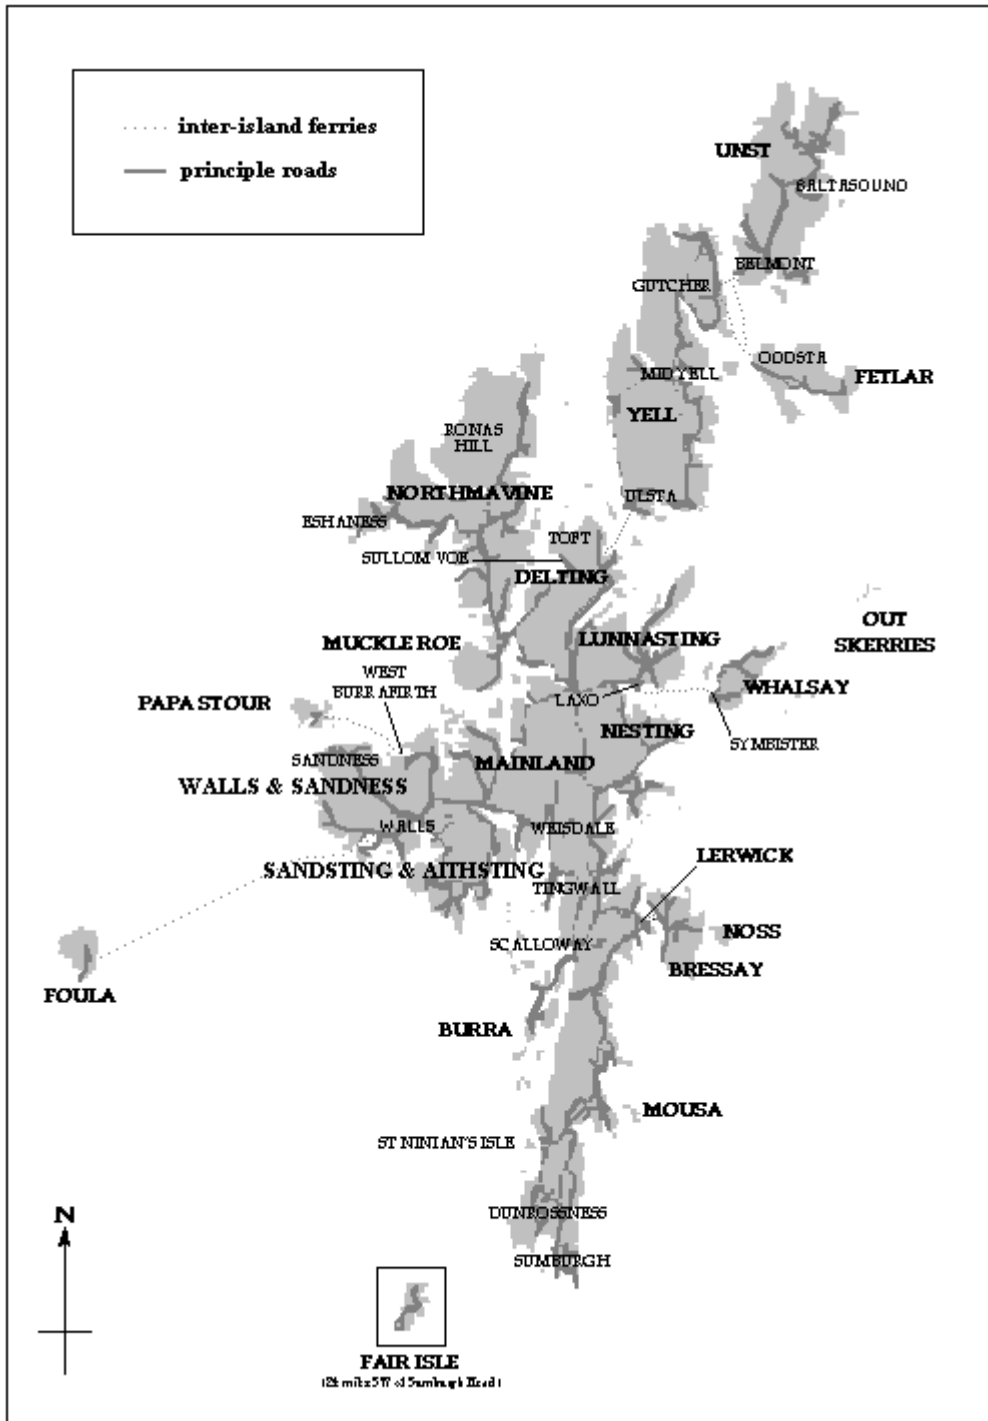 inter-island ferries
principle roads
UNST
BALTASOUND
BELMONT
GUTCHER
OODSTA
MID YELL
FETLAR
YELL
RONAS
HILL
NORTHMAVINE
ULSTA
ESHANESS
TOFT
SULLOM VOE
DELTING
OUT
SKERRIES
LUNNASTING
MUCKLE ROE
WEST
BURRAFIRTH
WHALSAY
PAPA STOUR
LAXO
NESTING
SYMBISTER
SANDNESS
MAINLAND
WALLS & SANDNESS
WALLS
WEISDALE
LERWICK
SANDSTING & AITHSTING
TINGWALL
NOSS
SCALLOWAY
BRESSAY
FOULA
BURRA
MOUSA
ST NINIAN'S ISLE
N
DUNROSSNESS
SUMBURGH
FAIR ISLE
Sumburgh Head)